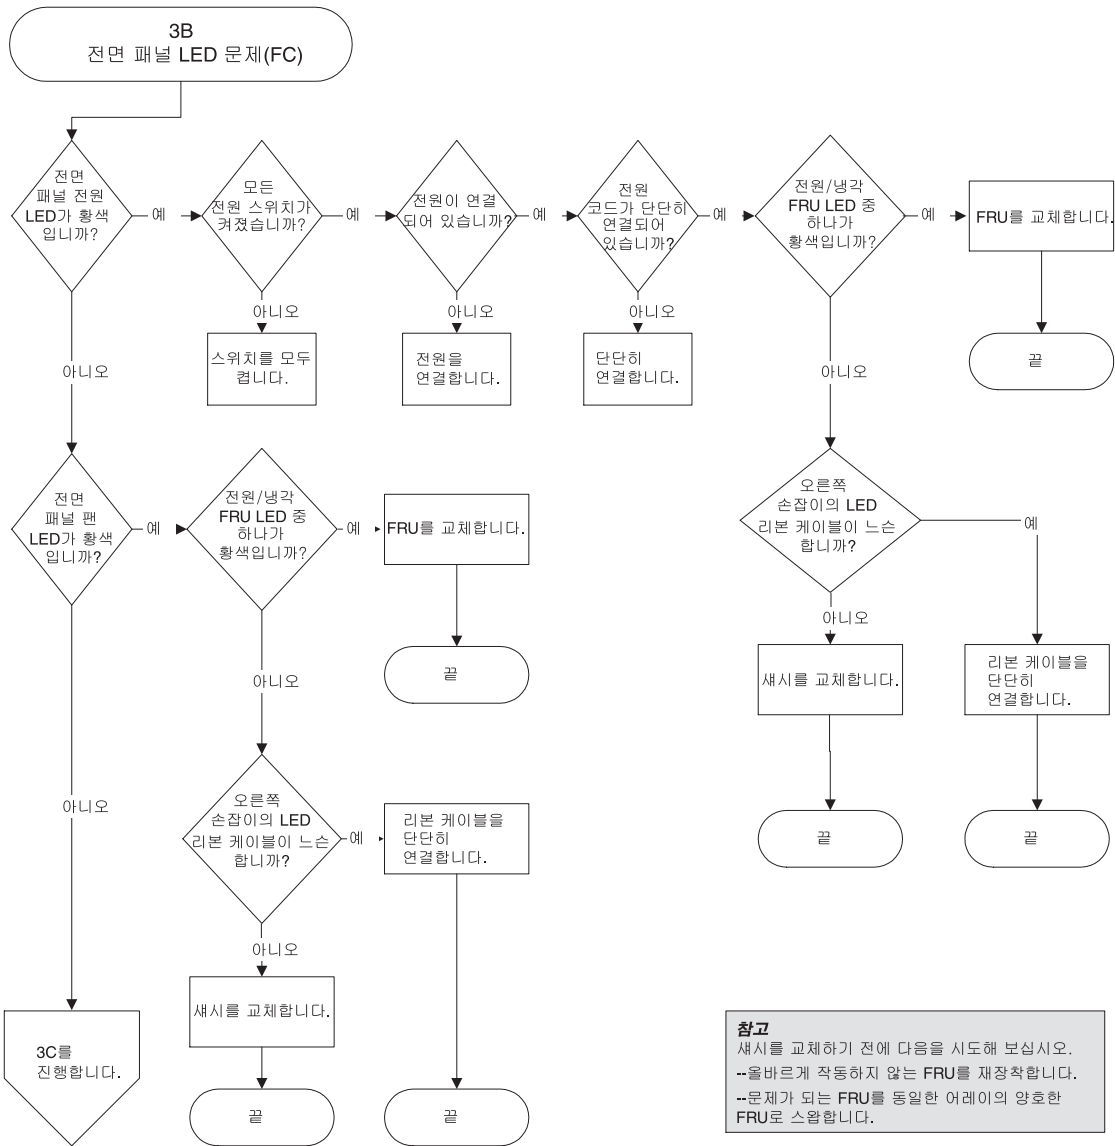 3B
전면 패널 LED 문제(FC)
전면
패널 전원
LED가 황색
입니까?
예
모든
전원 스위치가
켜졌습니까?
예
전원이 연결
되어 있습니까?
예
전원
코드가 단단히
연결되어
있습니까?
예
전원/냉각
FRU LED 중
하나가
황색입니까?
예
FRU를 교체합니다.
아니오
아니오
아니오
스위치를 모두
켭니다.
전원을
연결합니다.
단단히
연결합니다.
끝
아니오
아니오
전면
패널 팬
LED가 황색
입니까?
예
전원/냉각
FRU LED 중
하나가
황색입니까?
예
FRU를 교체합니다.
오른쪽
손잡이의 LED
리본 케이블이 느슨
합니까?
예
아니오
끝
섀시를 교체합니다.
리본 케이블을
단단히
연결합니다.
아니오
아니오
오른쪽
손잡이의 LED
리본 케이블이 느슨
합니까?
예
리본 케이블을
단단히
연결합니다.
끝
끝
아니오
섀시를 교체합니다.
3C를
진행합니다.
끝
끝
참고
섀시를 교체하기 전에 다음을 시도해 보십시오.
--올바르게 작동하지 않는 FRU를 재장착합니다.
--문제가 되는 FRU를 동일한 어레이의 양호한
FRU로 스왑합니다.